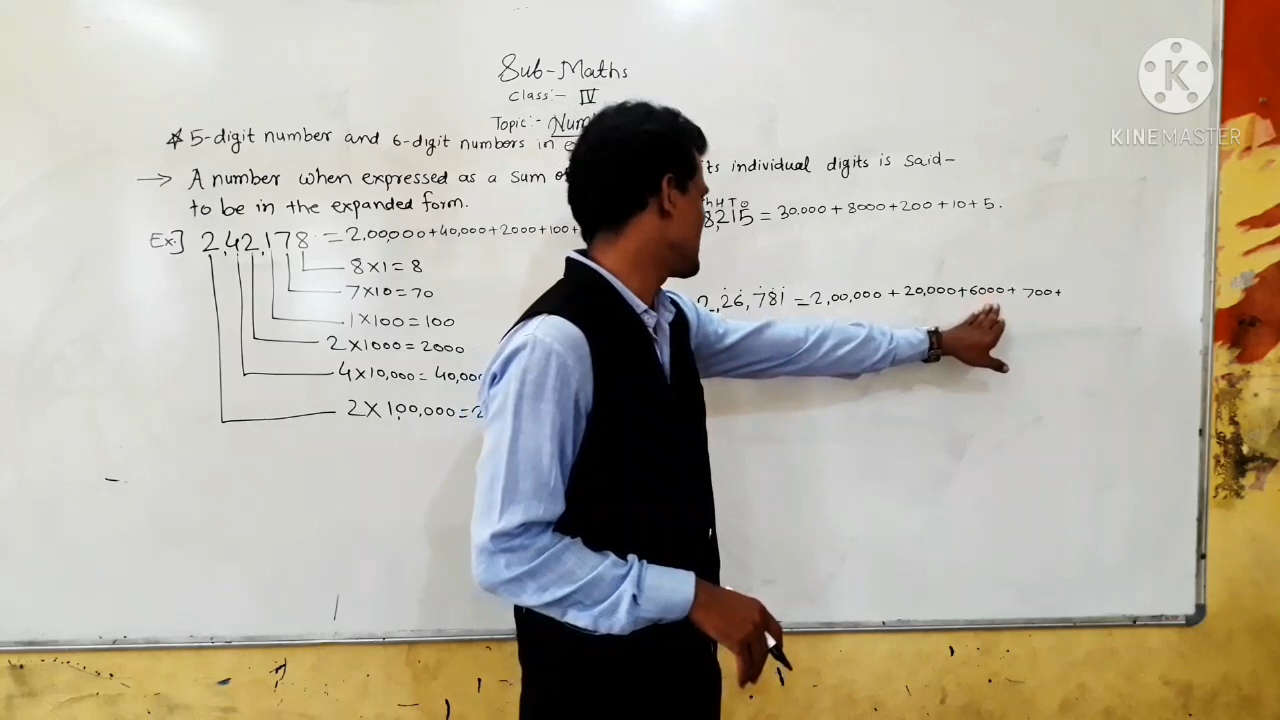 Sub-Maths
Class:- IV
Topic:- Num
* 5-digit number and 6-digit numbers in e
→ A number when expressed as a sum of its individual digits is said-
to be in the expanded form.
Ex.] 2,42,178 = 2,00,000+40,000+2000+100+
8×1=8
7×10=70
1×100=100
2×1000=2000
4×10,000=40,000
2×1,00,000=2
hHTO
8,215 = 30,000+8000+200+10+5.
2,26,781 = 2,00,000+20,000+6000+700+
KINEMASTER